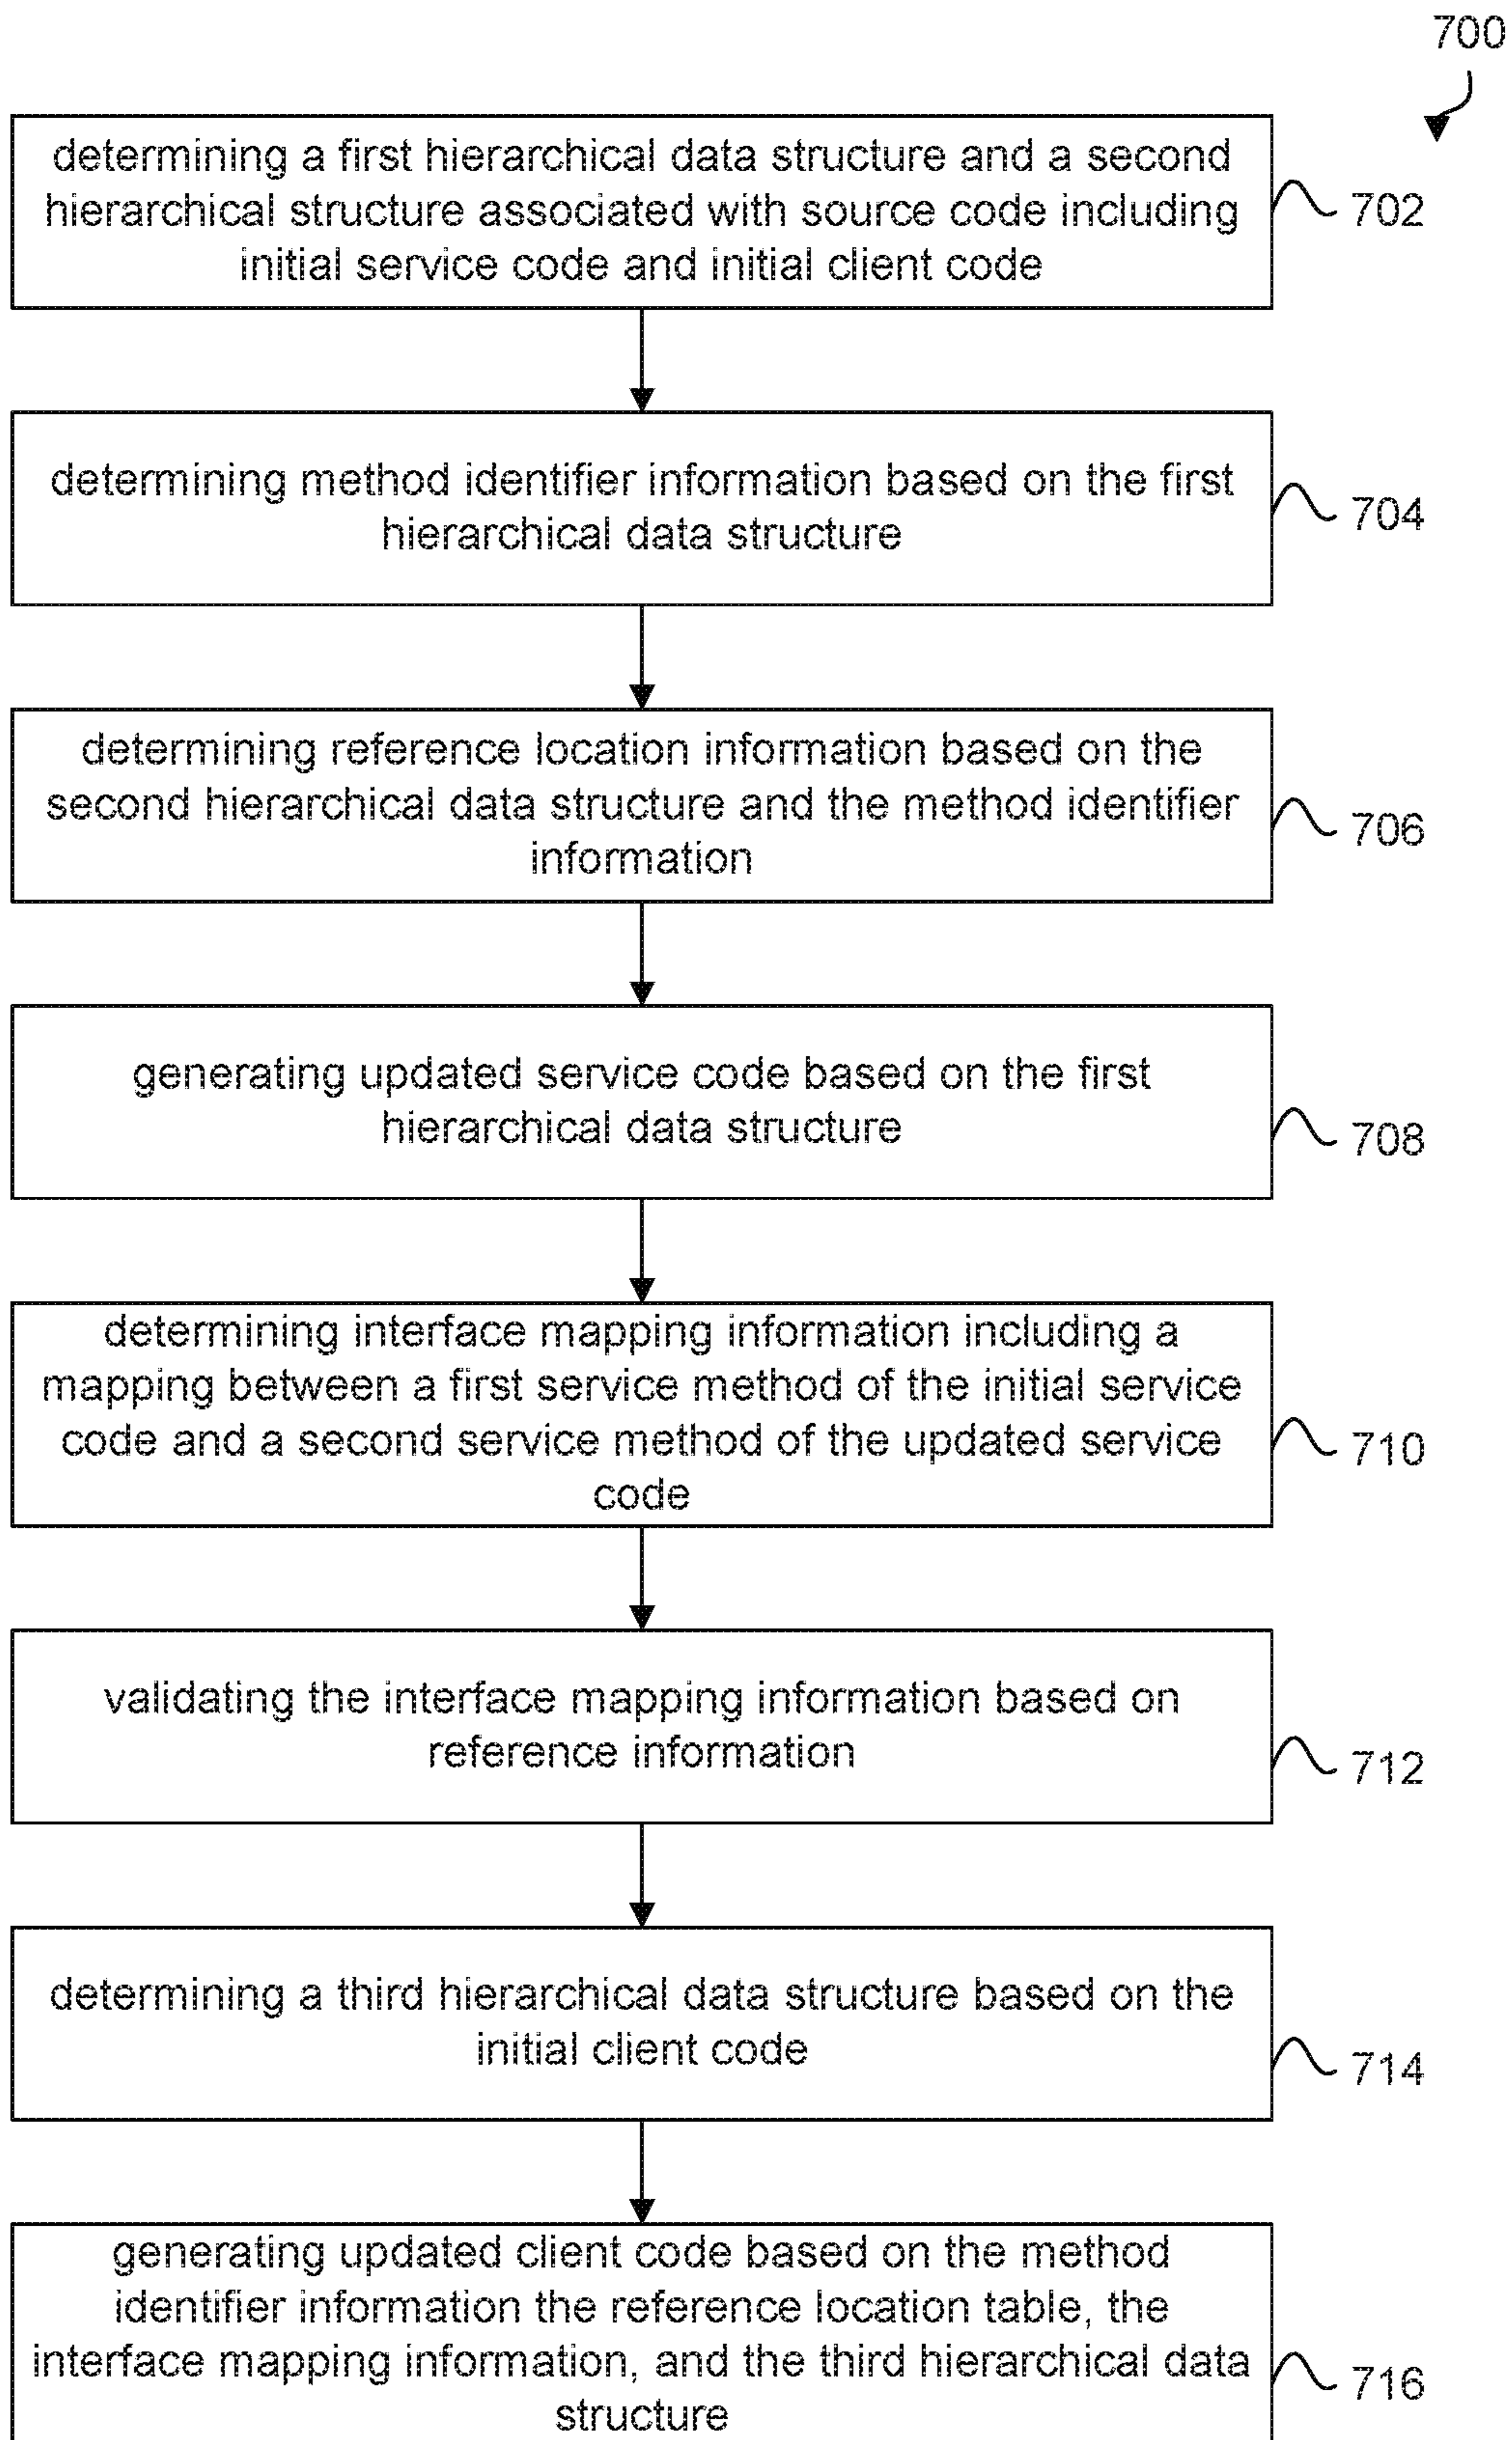 700
determining a first hierarchical data structure and a second
hierarchical structure associated with source code including
initial service code and initial client code
702
determining method identifier information based on the first
hierarchical data structure
704
determining reference location information based on the
second hierarchical data structure and the method identifier
information
706
generating updated service code based on the first
hierarchical data structure
708
determining interface mapping information including a
mapping between a first service method of the initial service
code and a second service method of the updated service
code
710
validating the interface mapping information based on
reference information
712
determining a third hierarchical data structure based on the
initial client code
714
generating updated client code based on the method
identifier information the reference location table, the
interface mapping information, and the third hierarchical data
structure
716